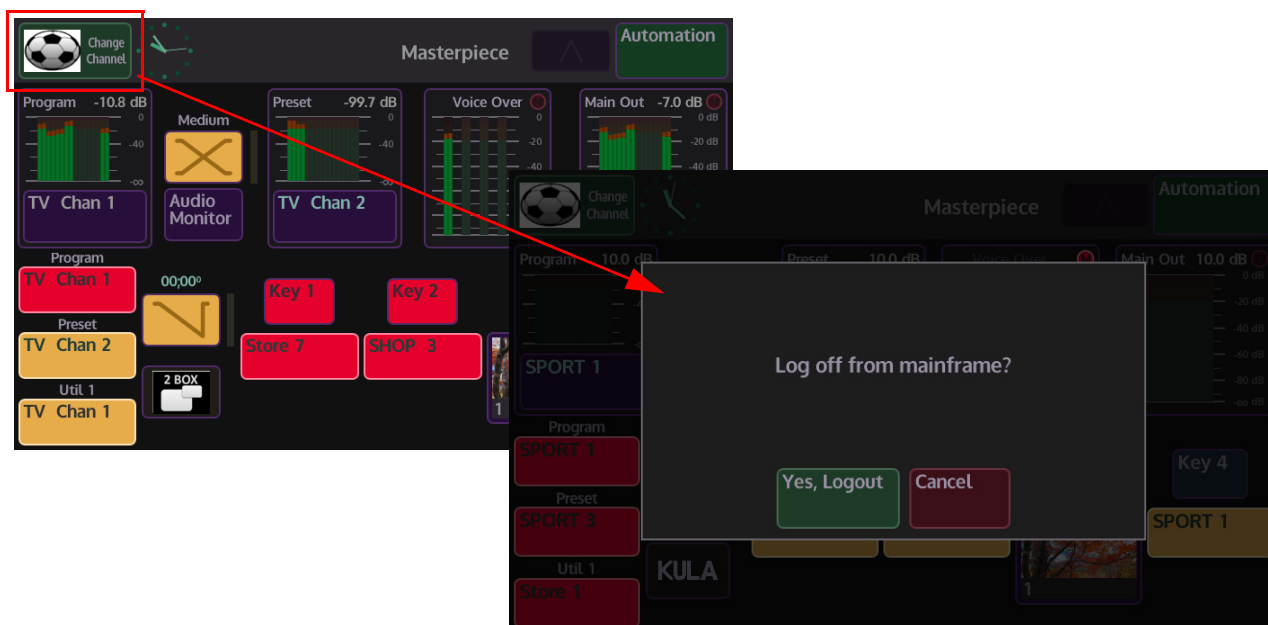 Change
Channel
Masterpiece
Automation
Program -10.8 dB
0
-40
-∞
TV Chan 1
Medium
Audio
Monitor
Preset -99.7 dB
0
-40
-∞
TV Chan 2
Voice Over
0
-20
-40
Main Out -7.0 dB
0 dB
-20 dB
-40 dB
Program
TV Chan 1
00;00⁰
Key 1
Key 2
Preset
TV Chan 2
Store 7
SHOP 3
Util 1
TV Chan 1
2 BOX
1
Change
Channel
Masterpiece
Automation
Program 10.0 dB
Preset 10.0 dB
Voice Over
Main Out 10.0 dB
0 dB
-20 dB
-40 dB
-60 dB
-80 dB
-∞ dB
SPORT 1
Log off from mainframe?
Yes, Logout
Cancel
Program
SPORT 1
Key 4
Preset
SPORT 3
SPORT 1
Util 1
Store 1
KULA
1